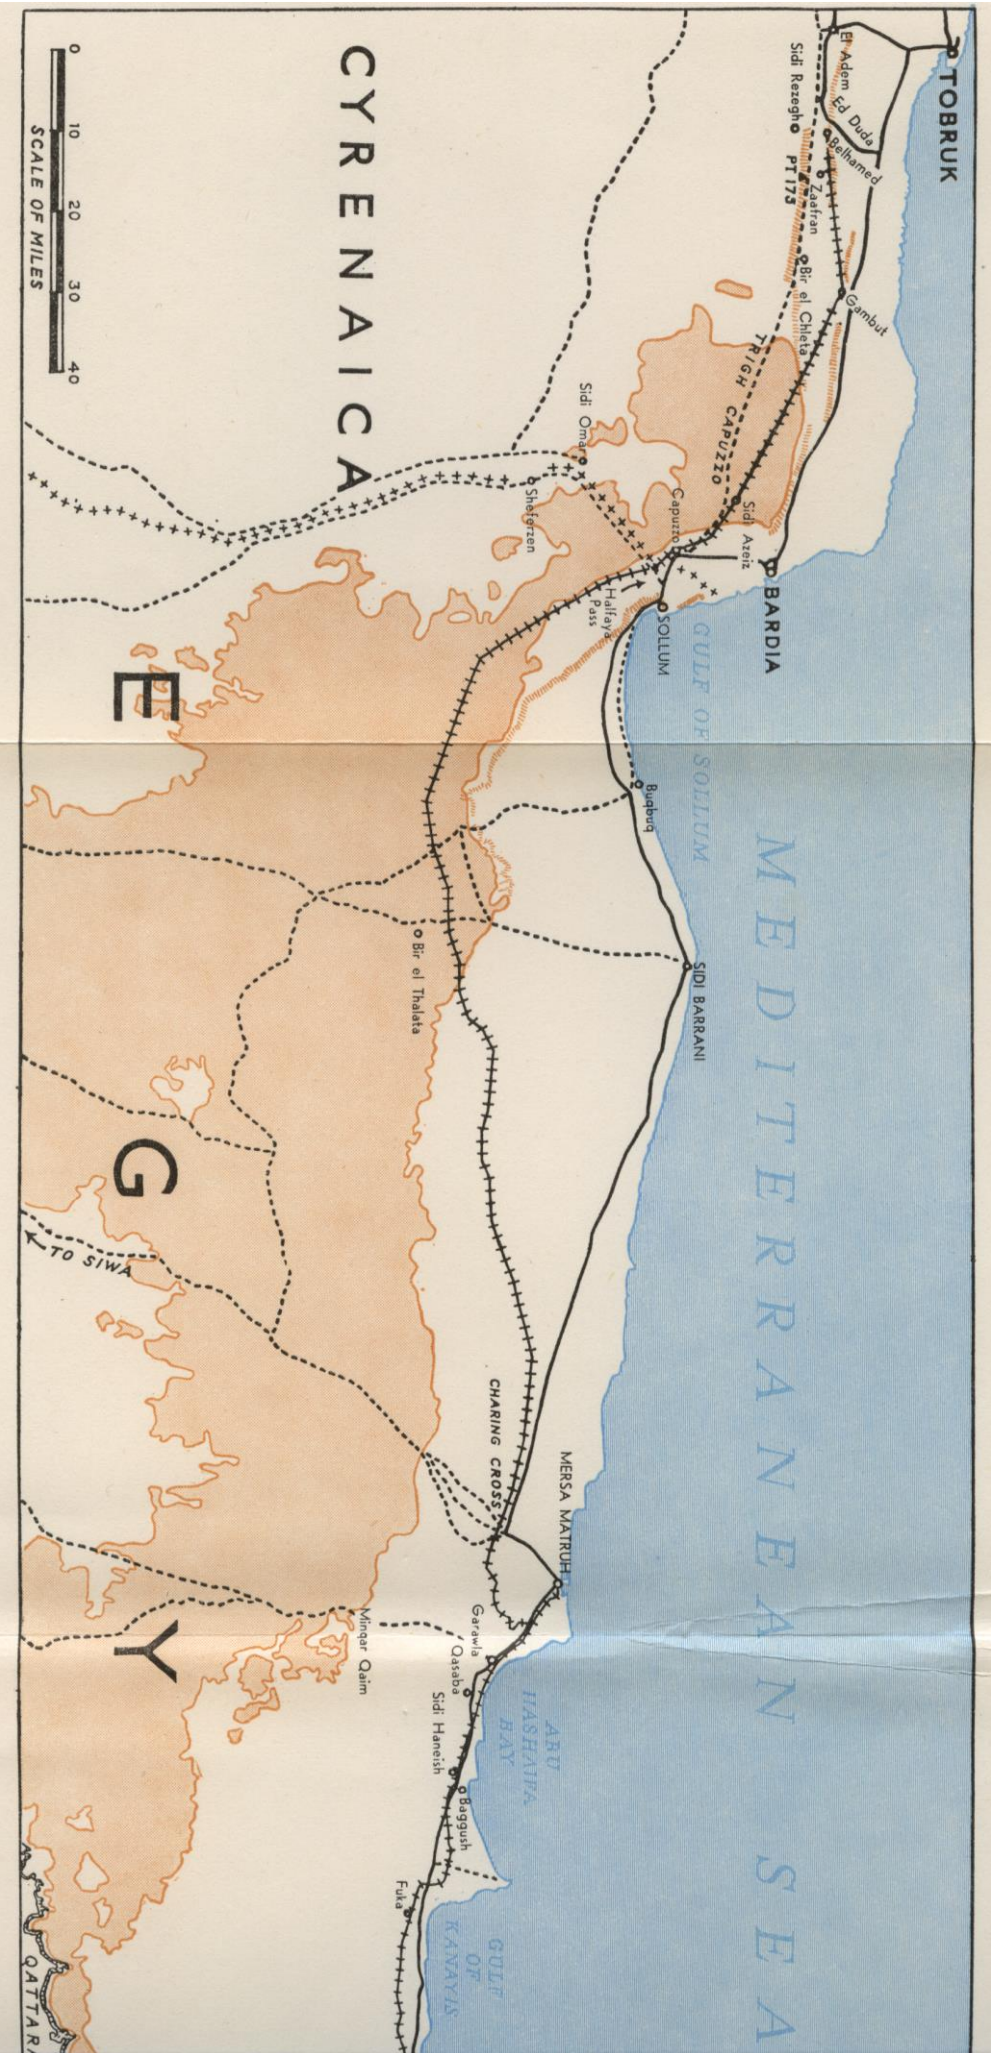 TOBRUK
El Adem
Ed Duda
Belhamed
Sidi Rezegh
Zaafran
PT 175
Bir el Chleta
Gambut
TRIGH CAPUZZO
CYRENAICA
0 10 20 30 40
SCALE OF MILES
Sidi Omar
Sheferzen
Capuzzo
Sidi Azeiz
BARDIA
Halfaya
Pass
SOLLUM
GULF OF SOLLUM
MEDITERRANEAN SEA
Buqbuq
SIDI BARRANI
Bir el Thalata
E G Y
TO SIWA
CHARING CROSS
MERSA MATRUH
Minqar Qaim
Garawla
Qasaba
Sidi Haneish
Baggush
ABU
HASHAIFA
BAY
Fuka
GULF
OF
KANAYIS
QATTAR